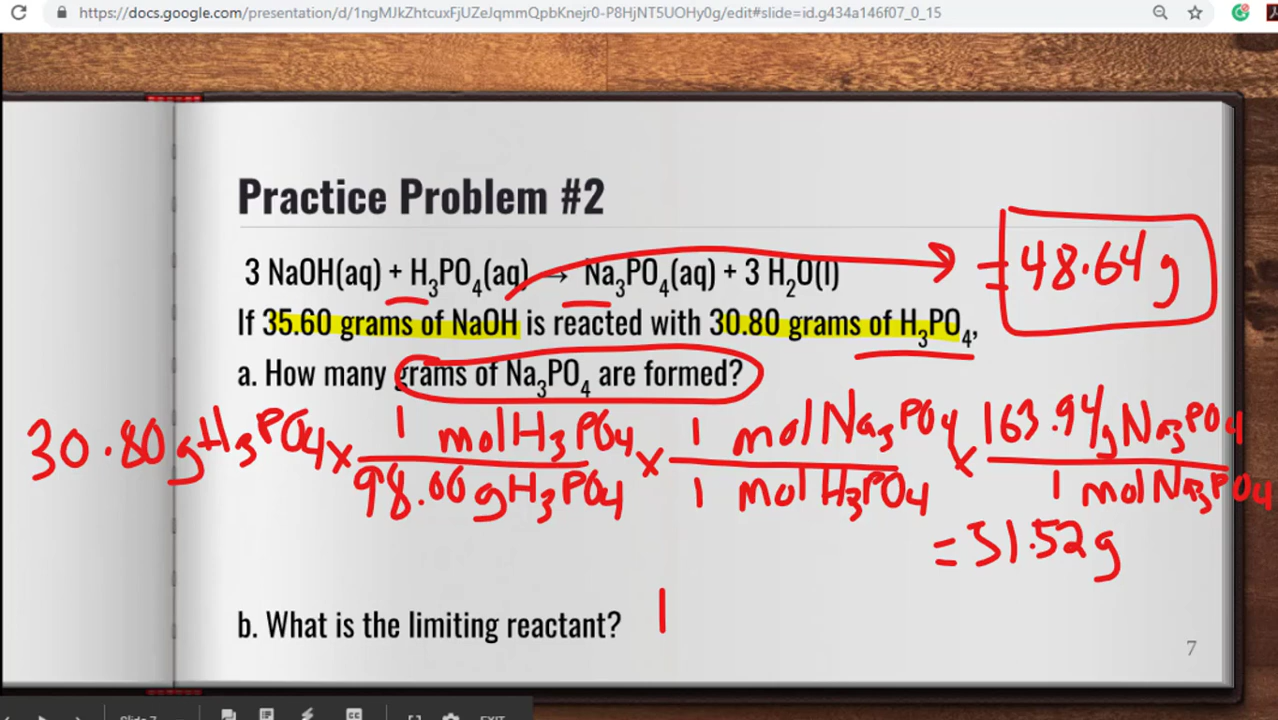 https://docs.google.com/presentation/d/1ngMJkZhtcuxFjUZeJqmmQpbKnejr0-P8HjNT5UOHy0g/edit#slide=id.g434a146f07_0_15
Practice Problem #2
= 48.64 g
3 NaOH(aq) + H₃PO₄(aq) → Na₃PO₄(aq) + 3 H₂O(l)
If 35.60 grams of NaOH is reacted with 30.80 grams of H₃PO₄,
a. How many grams of Na₃PO₄ are formed?
30.80 g H₃PO₄ x 1 mol H₃PO₄ x 1 mol Na₃PO₄ x 163.94 g Na₃PO₄
98.00 g H₃PO₄ 1 mol H₃PO₄ 1 mol Na₃PO₄
= 51.52 g
b. What is the limiting reactant?
7
EXIT